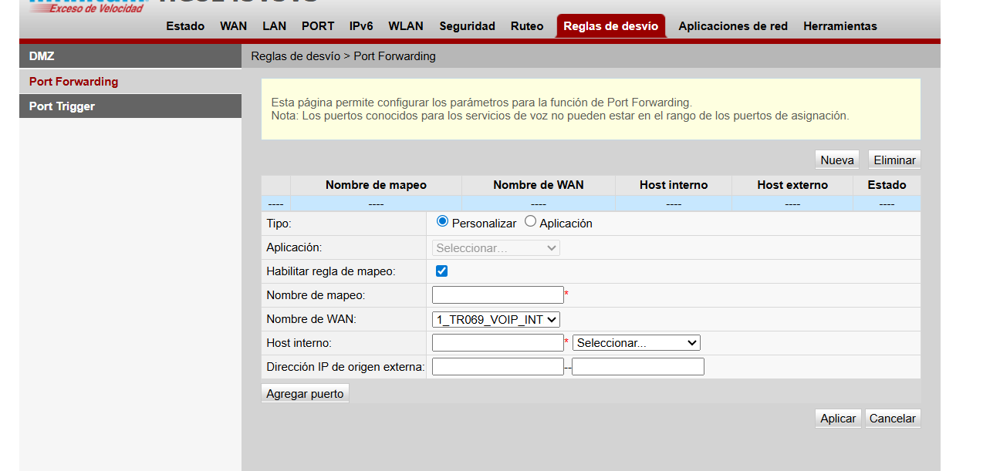 Exceso de Velocidad
Estado WAN LAN PORT IPv6 WLAN Seguridad Ruteo Reglas de desvío Aplicaciones de red Herramientas
DMZ
Port Forwarding
Port Trigger
Reglas de desvío > Port Forwarding
Esta página permite configurar los parámetros para la función de Port Forwarding.
Nota: Los puertos conocidos para los servicios de voz no pueden estar en el rango de los puertos de asignación.
Nueva Eliminar
Nombre de mapeo Nombre de WAN Host interno Host externo Estado
---- ---- ---- ---- ---- ----
Tipo: Personalizar Aplicación
Aplicación: Seleccionar...
Habilitar regla de mapeo:
Nombre de mapeo: *
Nombre de WAN: 1_TR069_VOIP_INT
Host interno: * Seleccionar...
Dirección IP de origen externa: --
Agregar puerto
Aplicar Cancelar